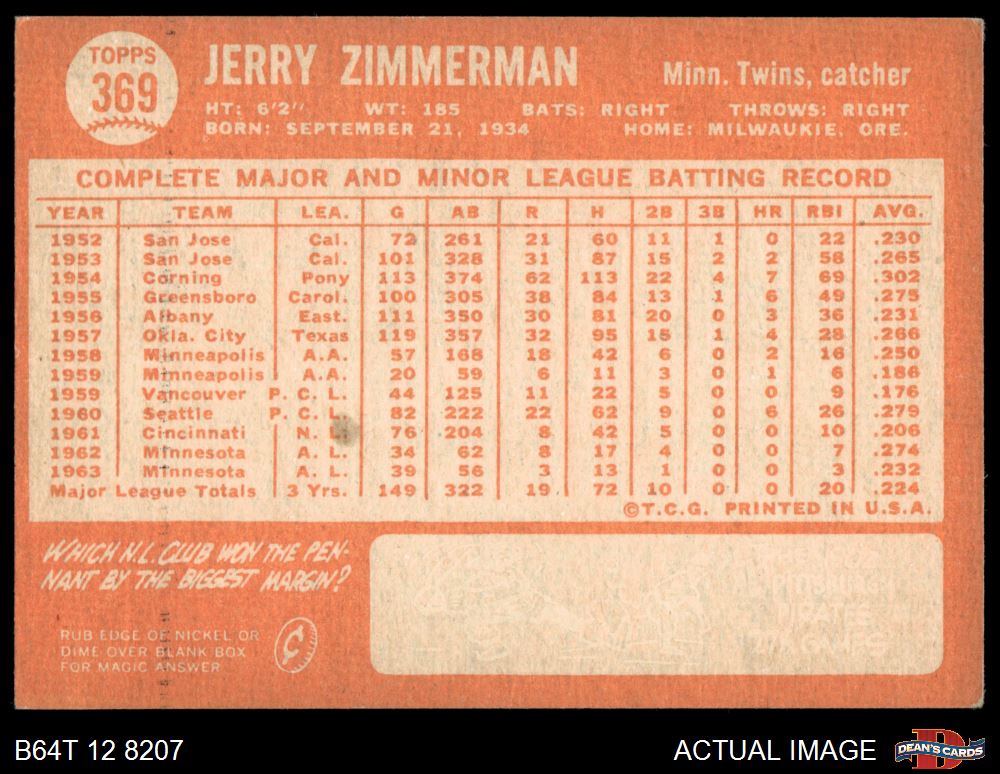 TOPPS
369
JERRY ZIMMERMAN
Minn. Twins, catcher
HT: 6'2" WT: 185 BATS: RIGHT THROWS: RIGHT
BORN: SEPTEMBER 21, 1934 HOME: MILWAUKIE, ORE.
COMPLETE MAJOR AND MINOR LEAGUE BATTING RECORD
YEAR TEAM LEA. G AB R H 2B 3B HR RBI AVG.
1952 San Jose Cal. 72 261 21 60 11 1 0 22 .230
1953 San Jose Cal. 101 328 31 87 15 2 2 58 .265
1954 Corning Pony 113 374 62 113 22 4 7 69 .302
1955 Greensboro Carol. 100 305 38 84 13 1 6 49 .275
1956 Albany East. 111 350 30 81 20 0 3 36 .231
1957 Okla. City Texas 119 357 32 95 15 1 4 28 .266
1958 Minneapolis A.A. 57 168 18 42 6 0 2 16 .250
1959 Minneapolis A.A. 20 59 6 11 3 0 1 6 .186
1959 Vancouver P. C. L. 44 125 11 22 5 0 0 9 .176
1960 Seattle P. C. L. 82 222 22 62 9 0 6 26 .279
1961 Cincinnati N. L. 76 204 8 42 5 0 0 10 .206
1962 Minnesota A. L. 34 62 8 17 4 0 0 7 .274
1963 Minnesota A. L. 39 56 3 13 1 0 0 3 .232
Major League Totals 3 Yrs. 149 322 19 72 10 0 0 20 .224
©T.C.G. PRINTED IN U.S.A.
WHICH N.L. CLUB WON THE PEN-
NANT BY THE BIGGEST MARGIN?
RUB EDGE OF NICKEL OR
DIME OVER BLANK BOX
FOR MAGIC ANSWER
¢
B64T 12 8207
ACTUAL IMAGE
D
DEAN'S CARDS